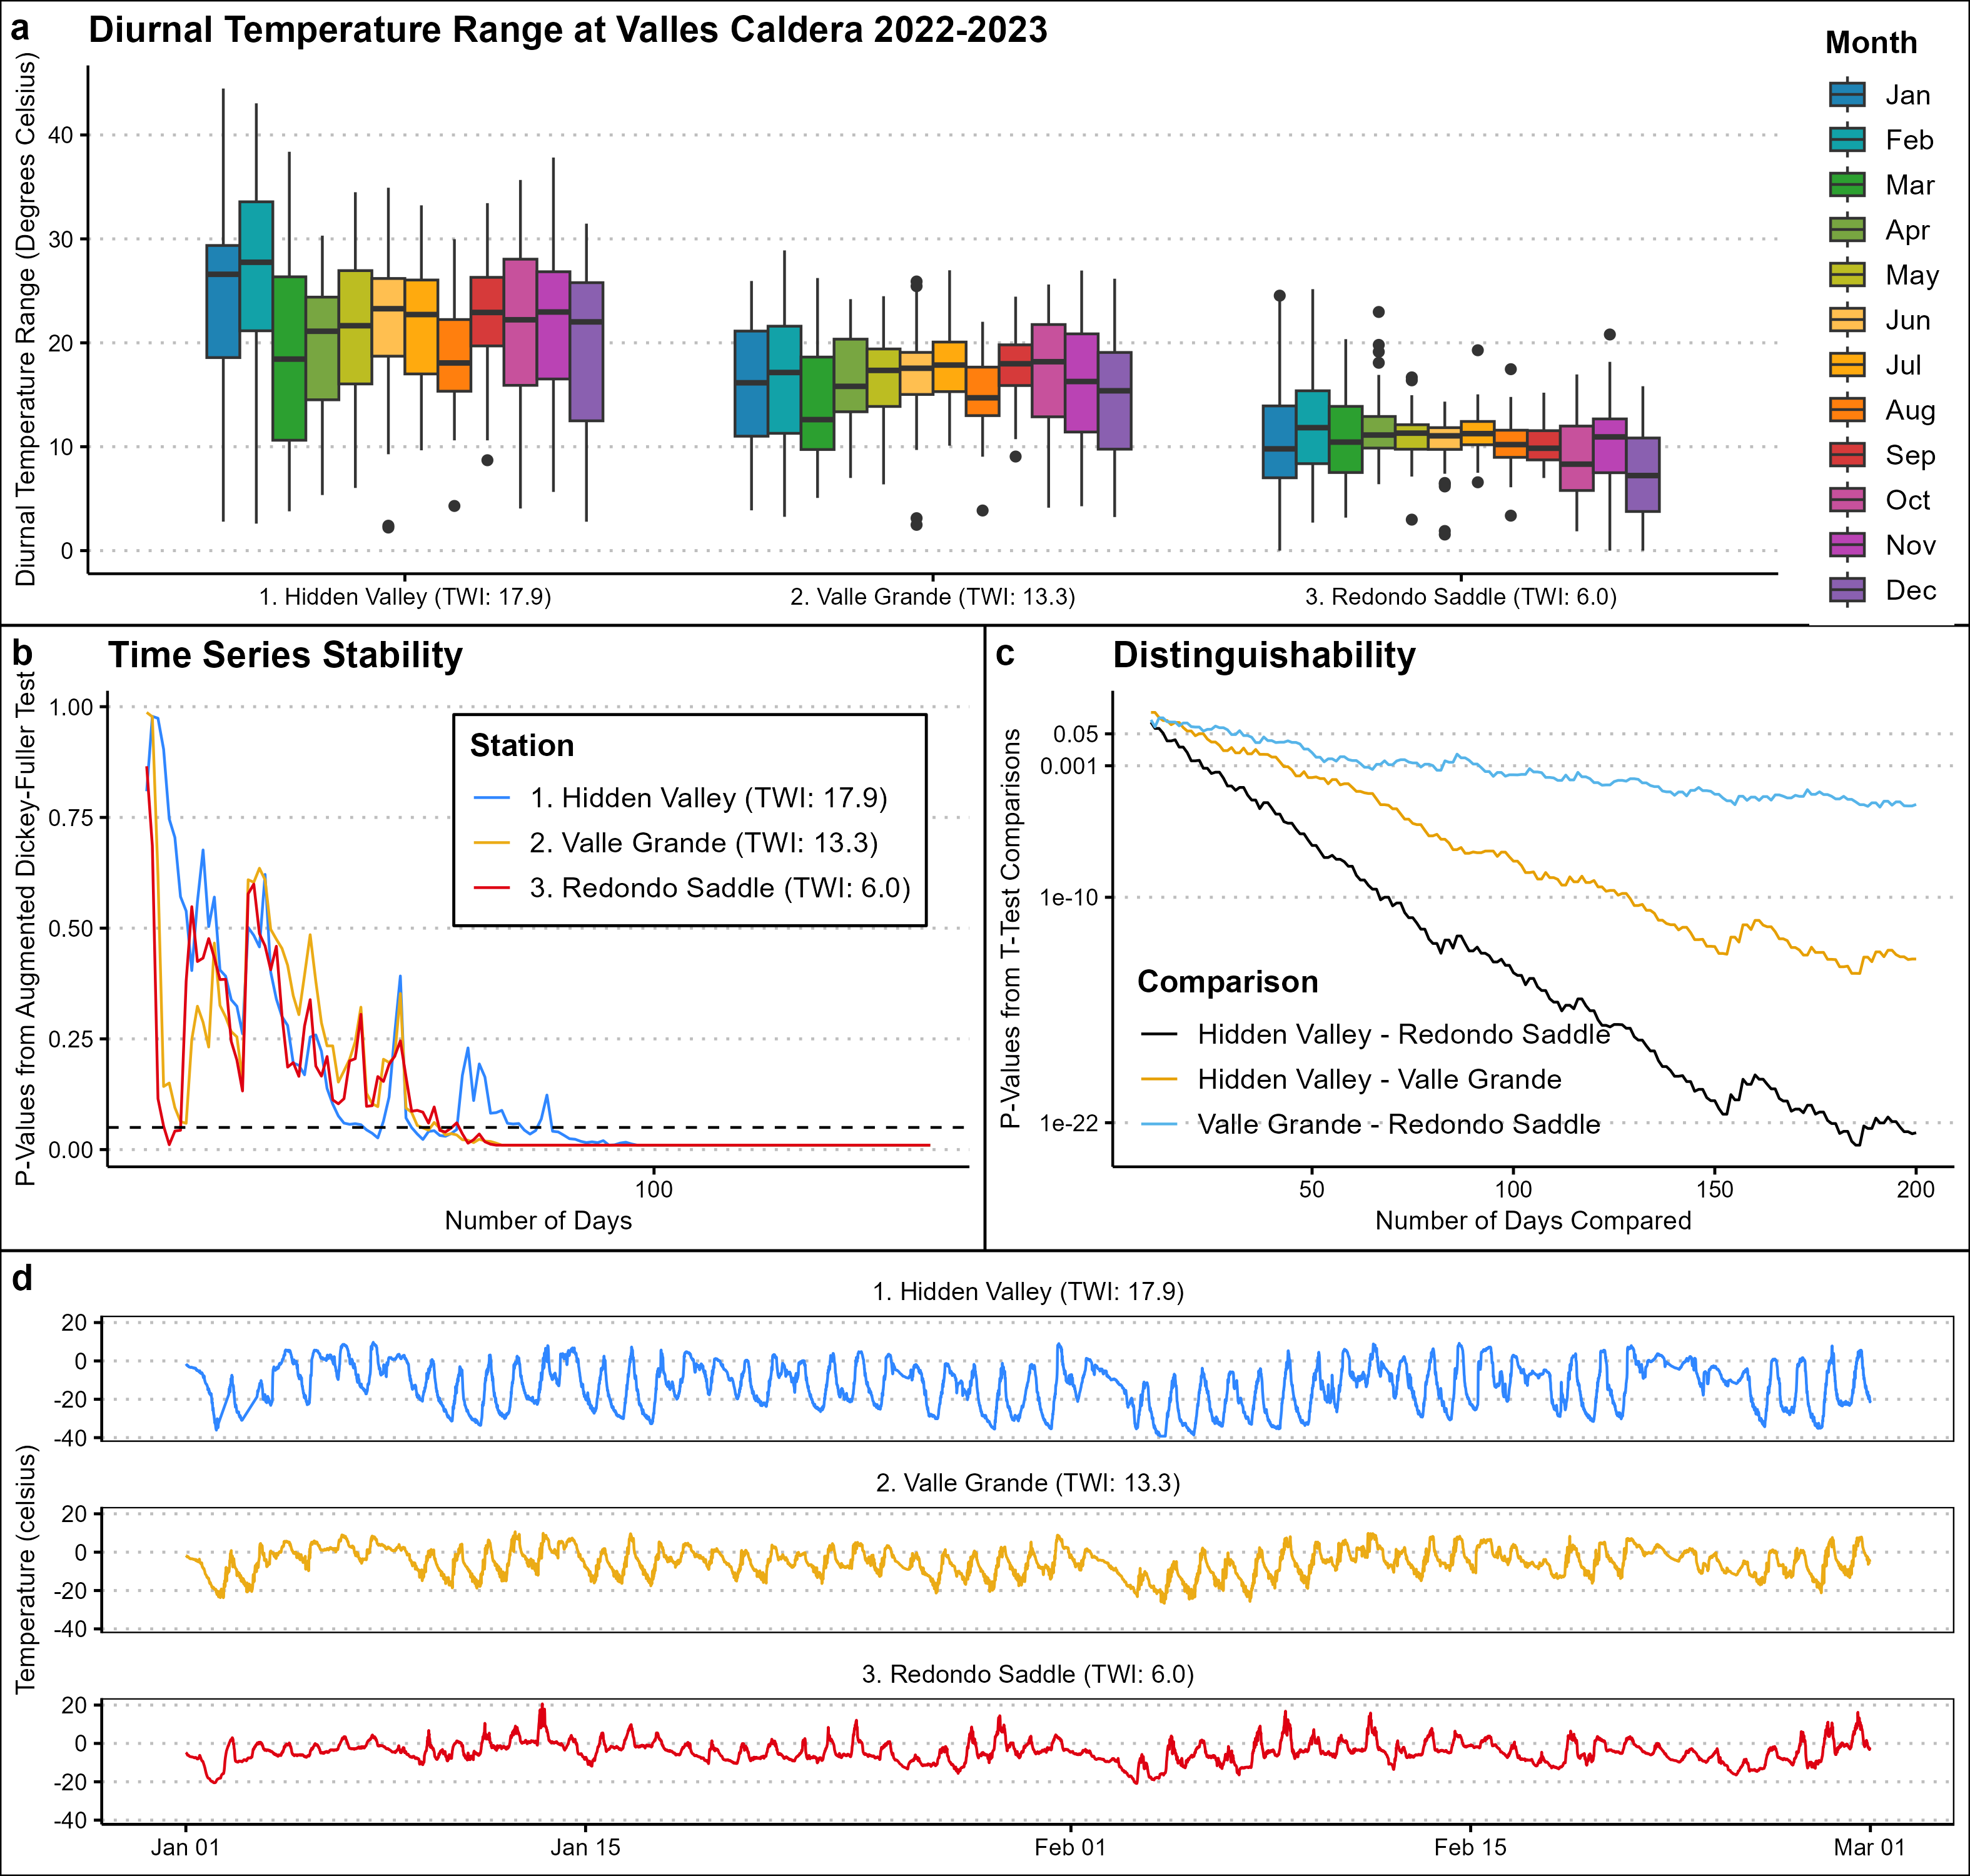 a
Diurnal Temperature Range at Valles Caldera 2022-2023
Diurnal Temperature Range (Degrees Celsius)
40
30
20
10
0
1. Hidden Valley (TWI: 17.9)
2. Valle Grande (TWI: 13.3)
3. Redondo Saddle (TWI: 6.0)
Month
Jan
Feb
Mar
Apr
May
Jun
Jul
Aug
Sep
Oct
Nov
Dec
b
Time Series Stability
P-Values from Augmented Dickey-Fuller Test
1.00
0.75
0.50
0.25
0.00
Station
1. Hidden Valley (TWI: 17.9)
2. Valle Grande (TWI: 13.3)
3. Redondo Saddle (TWI: 6.0)
100
Number of Days
c
Distinguishability
P-Values from T-Test Comparisons
0.05
0.001
1e-10
1e-22
Comparison
Hidden Valley - Redondo Saddle
Hidden Valley - Valle Grande
Valle Grande - Redondo Saddle
50
100
150
200
Number of Days Compared
d
Temperature (celsius)
1. Hidden Valley (TWI: 17.9)
20
0
-20
-40
2. Valle Grande (TWI: 13.3)
20
0
-20
-40
3. Redondo Saddle (TWI: 6.0)
20
0
-20
-40
Jan 01
Jan 15
Feb 01
Feb 15
Mar 01